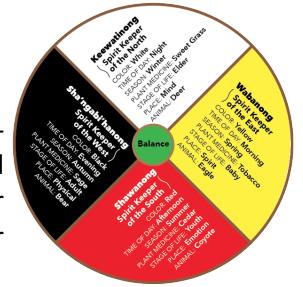 Keewatinong
Spirit Keeper
of the North
COLOR: White
TIME OF DAY: Night
SEASON: Winter
PLANT MEDICINE: Sweet Grass
STAGE OF LIFE: Elder
PLACE: Mind
ANIMAL: Deer
Wabanong
Spirit Keeper
of the East
COLOR: Yellow
TIME OF DAY: Morning
SEASON: Spring
PLANT MEDICINE: Tobacco
STAGE OF LIFE: Baby
PLACE: Spirit
ANIMAL: Eagle
Shawanong
Spirit Keeper
of the South
COLOR: Red
TIME OF DAY: Afternoon
SEASON: Summer
PLANT MEDICINE: Cedar
STAGE OF LIFE: Youth
PLACE: Emotion
ANIMAL: Coyote
Spirit Keeper
of the West
COLOR: Black
TIME OF DAY: Evening
SEASON: Autumn
PLANT MEDICINE: Sage
STAGE OF LIFE: Adult
PLACE: Physical
ANIMAL: Bear
Balance